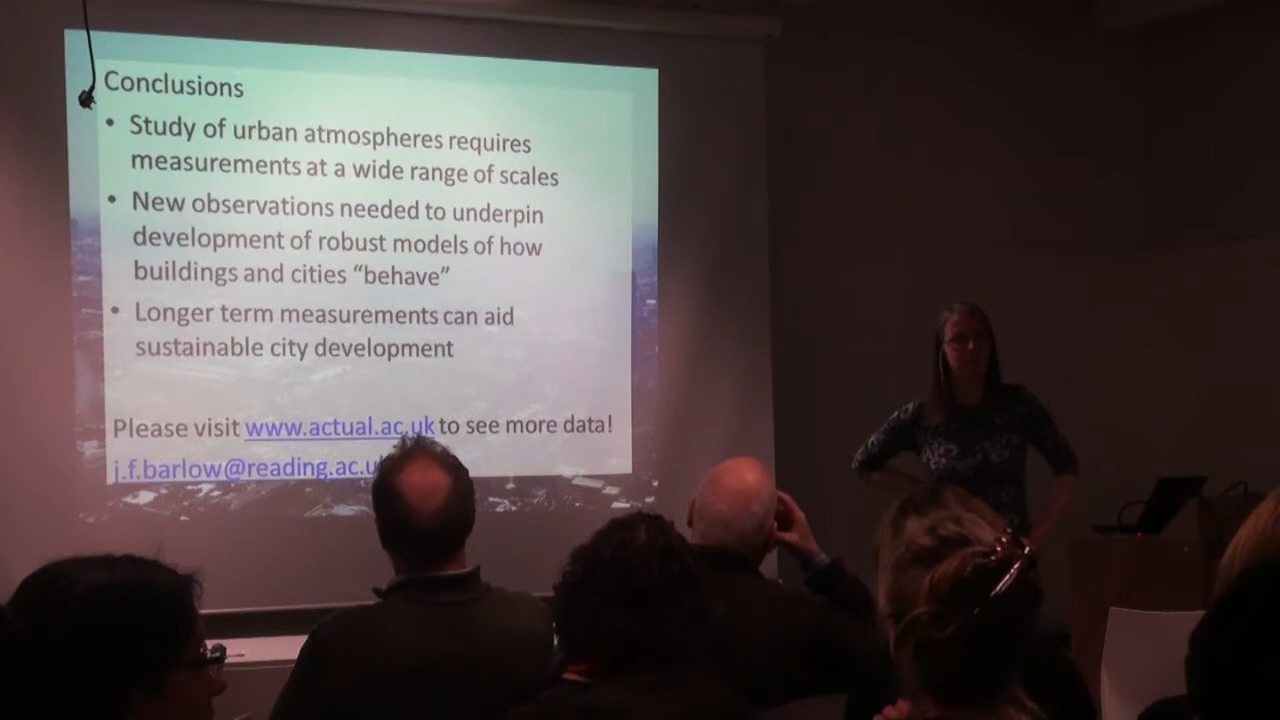 Conclusions
• Study of urban atmospheres requires
measurements at a wide range of scales
• New observations needed to underpin
development of robust models of how
buildings and cities “behave”
• Longer term measurements can aid
sustainable city development
Please visit www.actual.ac.uk to see more data!
j.f.barlow@reading.ac.u